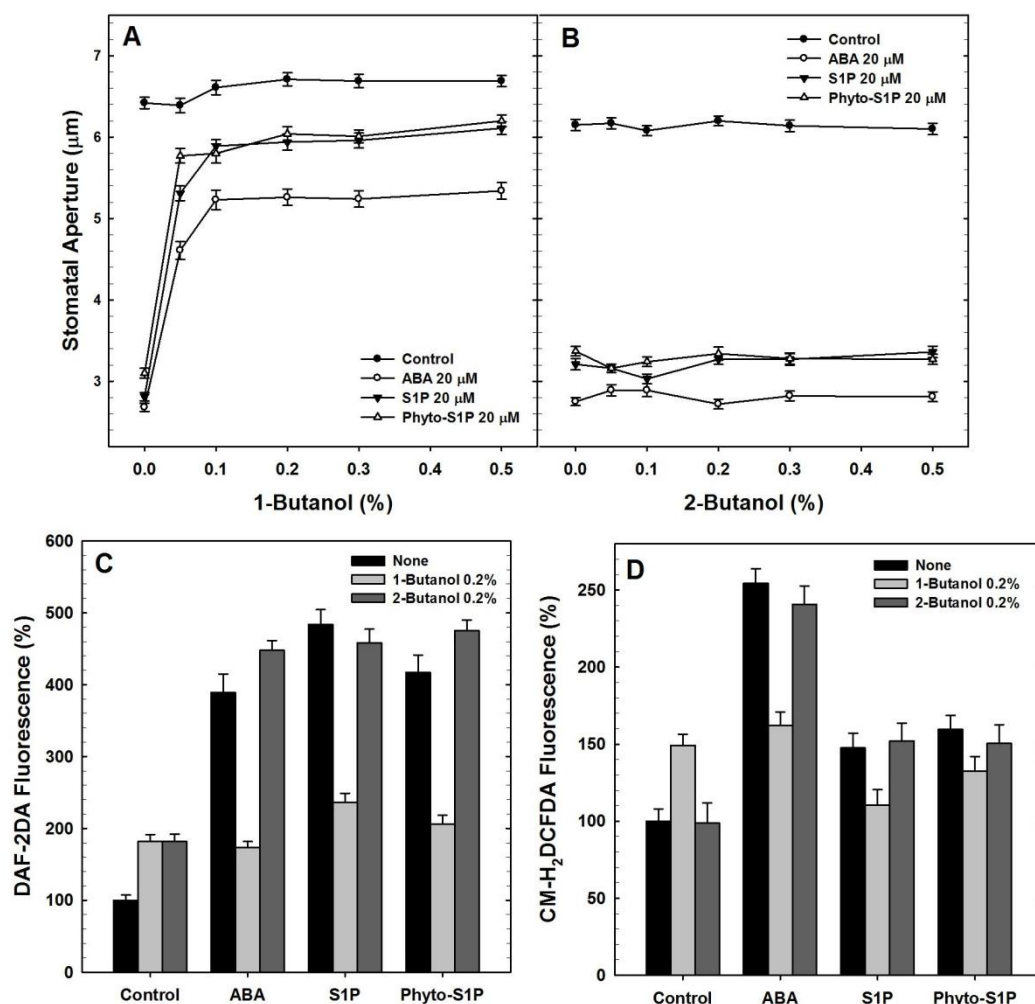 A
B
Control
ABA 20 µM
S1P 20 µM
Phyto-S1P 20 µM
Control
ABA 20 µM
S1P 20 µM
Phyto-S1P 20 µM
Stomatal Aperture (µm)
7
6
5
4
3
0.0 0.1 0.2 0.3 0.4 0.5
0.0 0.1 0.2 0.3 0.4 0.5
1-Butanol (%)
2-Butanol (%)
C
None
1-Butanol 0.2%
2-Butanol 0.2%
DAF-2DA Fluorescence (%)
600
500
400
300
200
100
0
Control ABA S1P Phyto-S1P
D
None
1-Butanol 0.2%
2-Butanol 0.2%
CM-H₂DCFDA Fluorescence (%)
250
200
150
100
50
0
Control ABA S1P Phyto-S1P